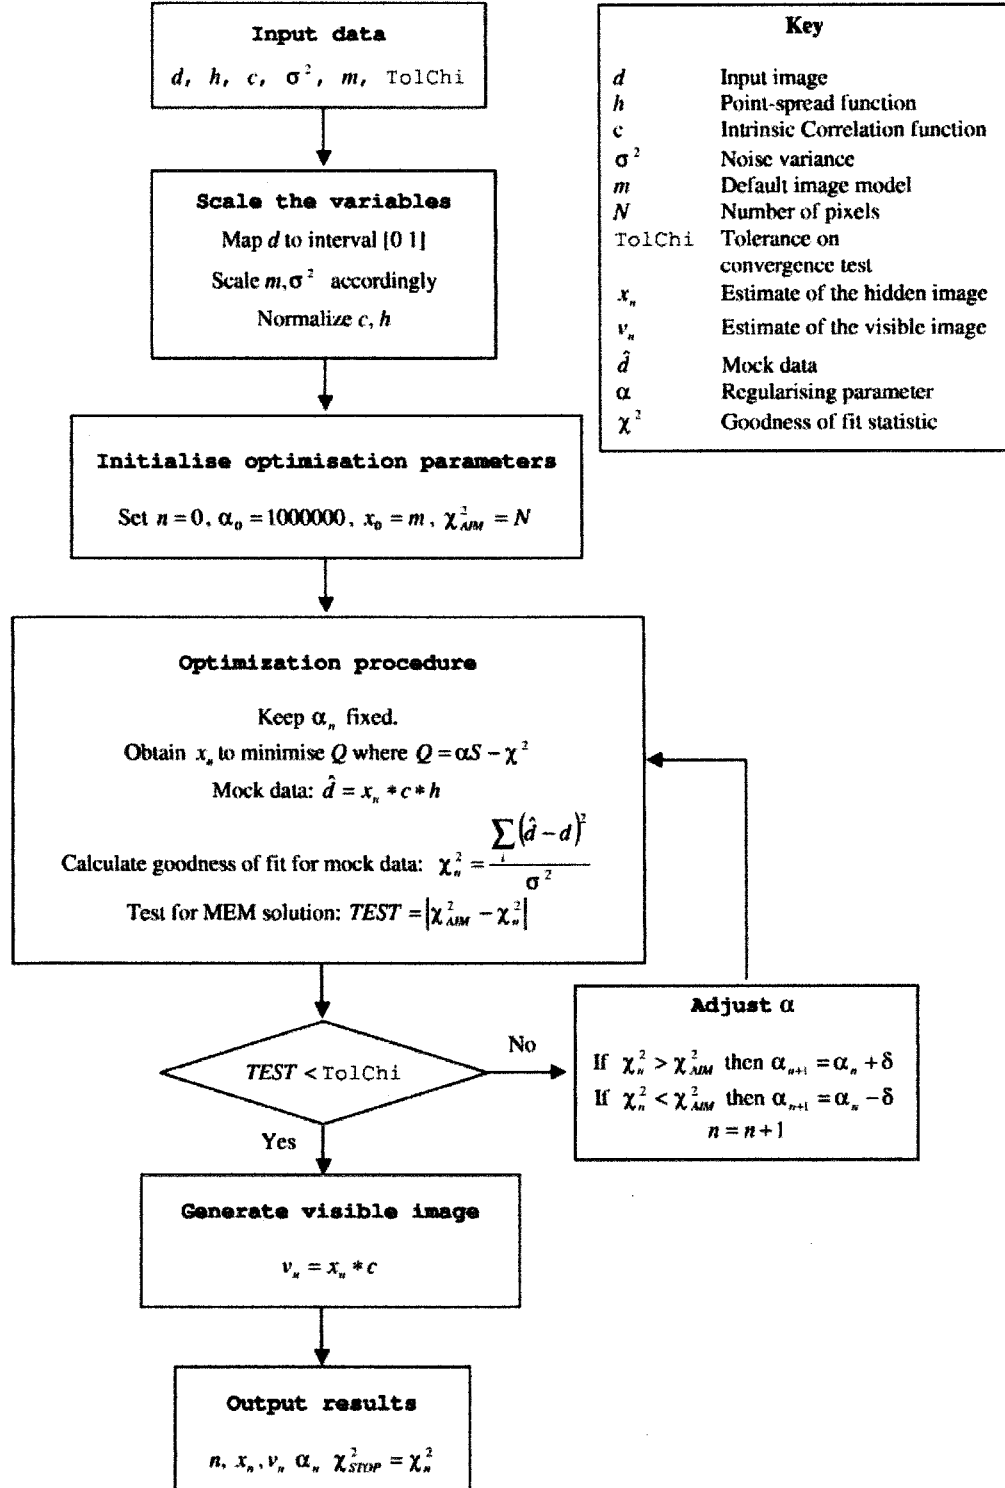 Input data
d, h, c, σ², m, TolChi
Scale the variables
Map d to interval [0 1]
Scale m, σ² accordingly
Normalize c, h
Initialise optimisation parameters
Set n = 0, α₀ = 1000000, x₀ = m, χ²_AIM = N
Optimization procedure
Keep αₙ fixed.
Obtain xₙ to minimise Q where Q = αS − χ²
Mock data: d̂ = xₙ * c * h
Calculate goodness of fit for mock data: χ²ₙ = ∑ᵢ(d̂ − d)² / σ²
Test for MEM solution: TEST = |χ²_AIM − χ²ₙ|
TEST < TolChi
No
Yes
Adjust α
If χ²ₙ > χ²_AIM then αₙ₊₁ = αₙ + δ
If χ²ₙ < χ²_AIM then αₙ₊₁ = αₙ − δ
n = n + 1
Generate visible image
vₙ = xₙ * c
Output results
n, xₙ, vₙ αₙ χ²_STOP = χ²ₙ
Key
d Input image
h Point-spread function
c Intrinsic Correlation function
σ² Noise variance
m Default image model
N Number of pixels
TolChi Tolerance on
convergence test
xₙ Estimate of the hidden image
vₙ Estimate of the visible image
d̂ Mock data
α Regularising parameter
χ² Goodness of fit statistic